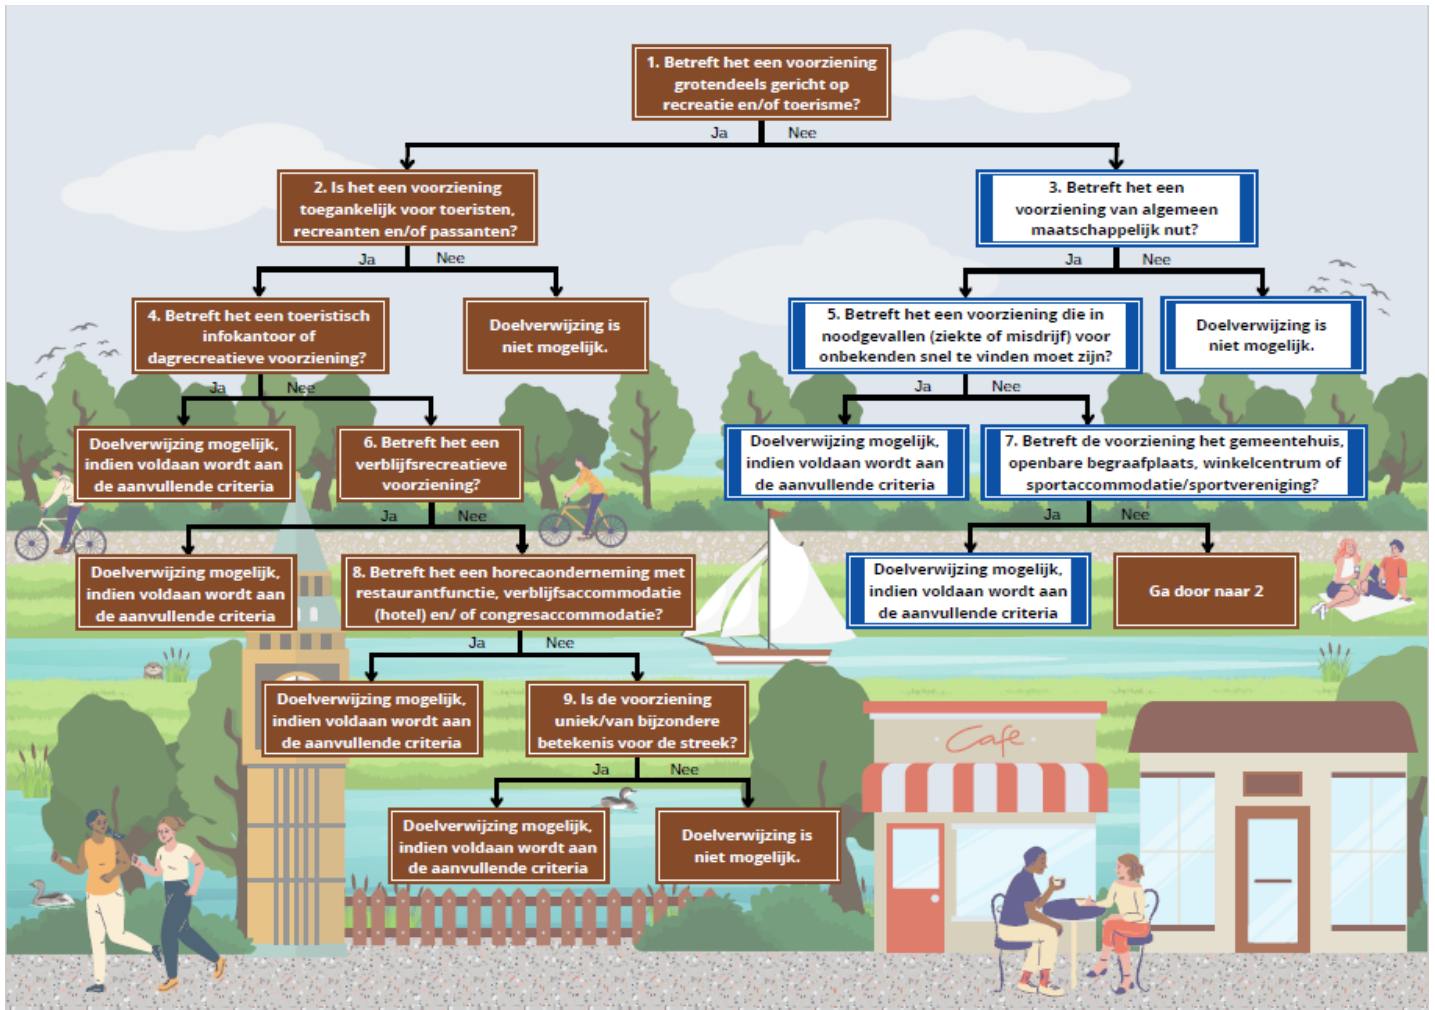 1. Betreft het een voorziening
grotendeels gericht op
recreatie en/of toerisme?
Ja
Nee
2. Is het een voorziening
toegankelijk voor toeristen,
recreanten en/of passanten?
Ja
Nee
3. Betreft het een
voorziening van algemeen
maatschappelijk nut?
Ja
Nee
4. Betreft het een toeristisch
infokantoor of
dagrecreatieve voorziening?
Ja
Nee
Doelverwijzing is
niet mogelijk.
5. Betreft het een voorziening die in
noodgevallen (ziekte of misdrijf) voor
onbekenden snel te vinden moet zijn?
Ja
Nee
Doelverwijzing is
niet mogelijk.
Doelverwijzing mogelijk,
indien voldaan wordt aan
de aanvullende criteria
6. Betreft het een
verblijfsrecreatieve
voorziening?
Ja
Nee
Doelverwijzing mogelijk,
indien voldaan wordt aan
de aanvullende criteria
7. Betreft de voorziening het gemeentehuis,
openbare begraafplaats, winkelcentrum of
sportaccommodatie/sportvereniging?
Ja
Nee
Doelverwijzing mogelijk,
indien voldaan wordt aan
de aanvullende criteria
8. Betreft het een horecaonderneming met
restaurantfunctie, verblijfsaccommodatie
(hotel) en/ of congresaccommodatie?
Ja
Nee
Doelverwijzing mogelijk,
indien voldaan wordt aan
de aanvullende criteria
Ga door naar 2
Doelverwijzing mogelijk,
indien voldaan wordt aan
de aanvullende criteria
9. Is de voorziening
uniek/van bijzondere
betekenis voor de streek?
Ja
Nee
Doelverwijzing mogelijk,
indien voldaan wordt aan
de aanvullende criteria
Doelverwijzing is
niet mogelijk.
Cafe